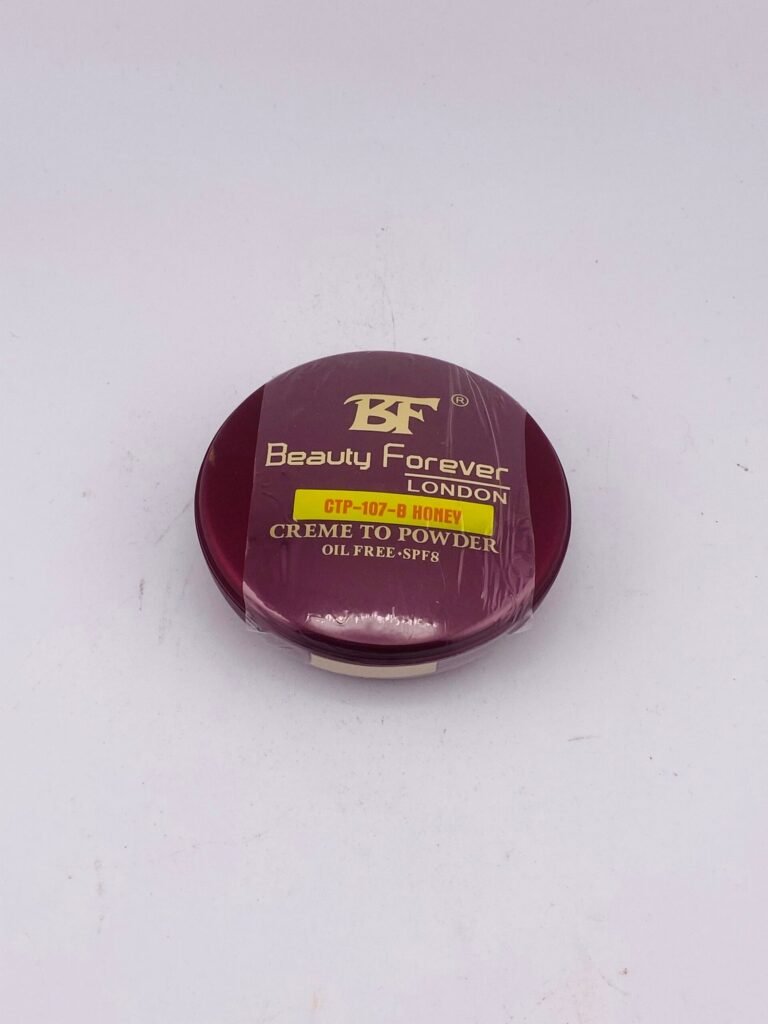 BF ®
Beauty Forever
LONDON
CTP-107-B HONEY
CREME TO POWDER
OIL FREE•SPF8